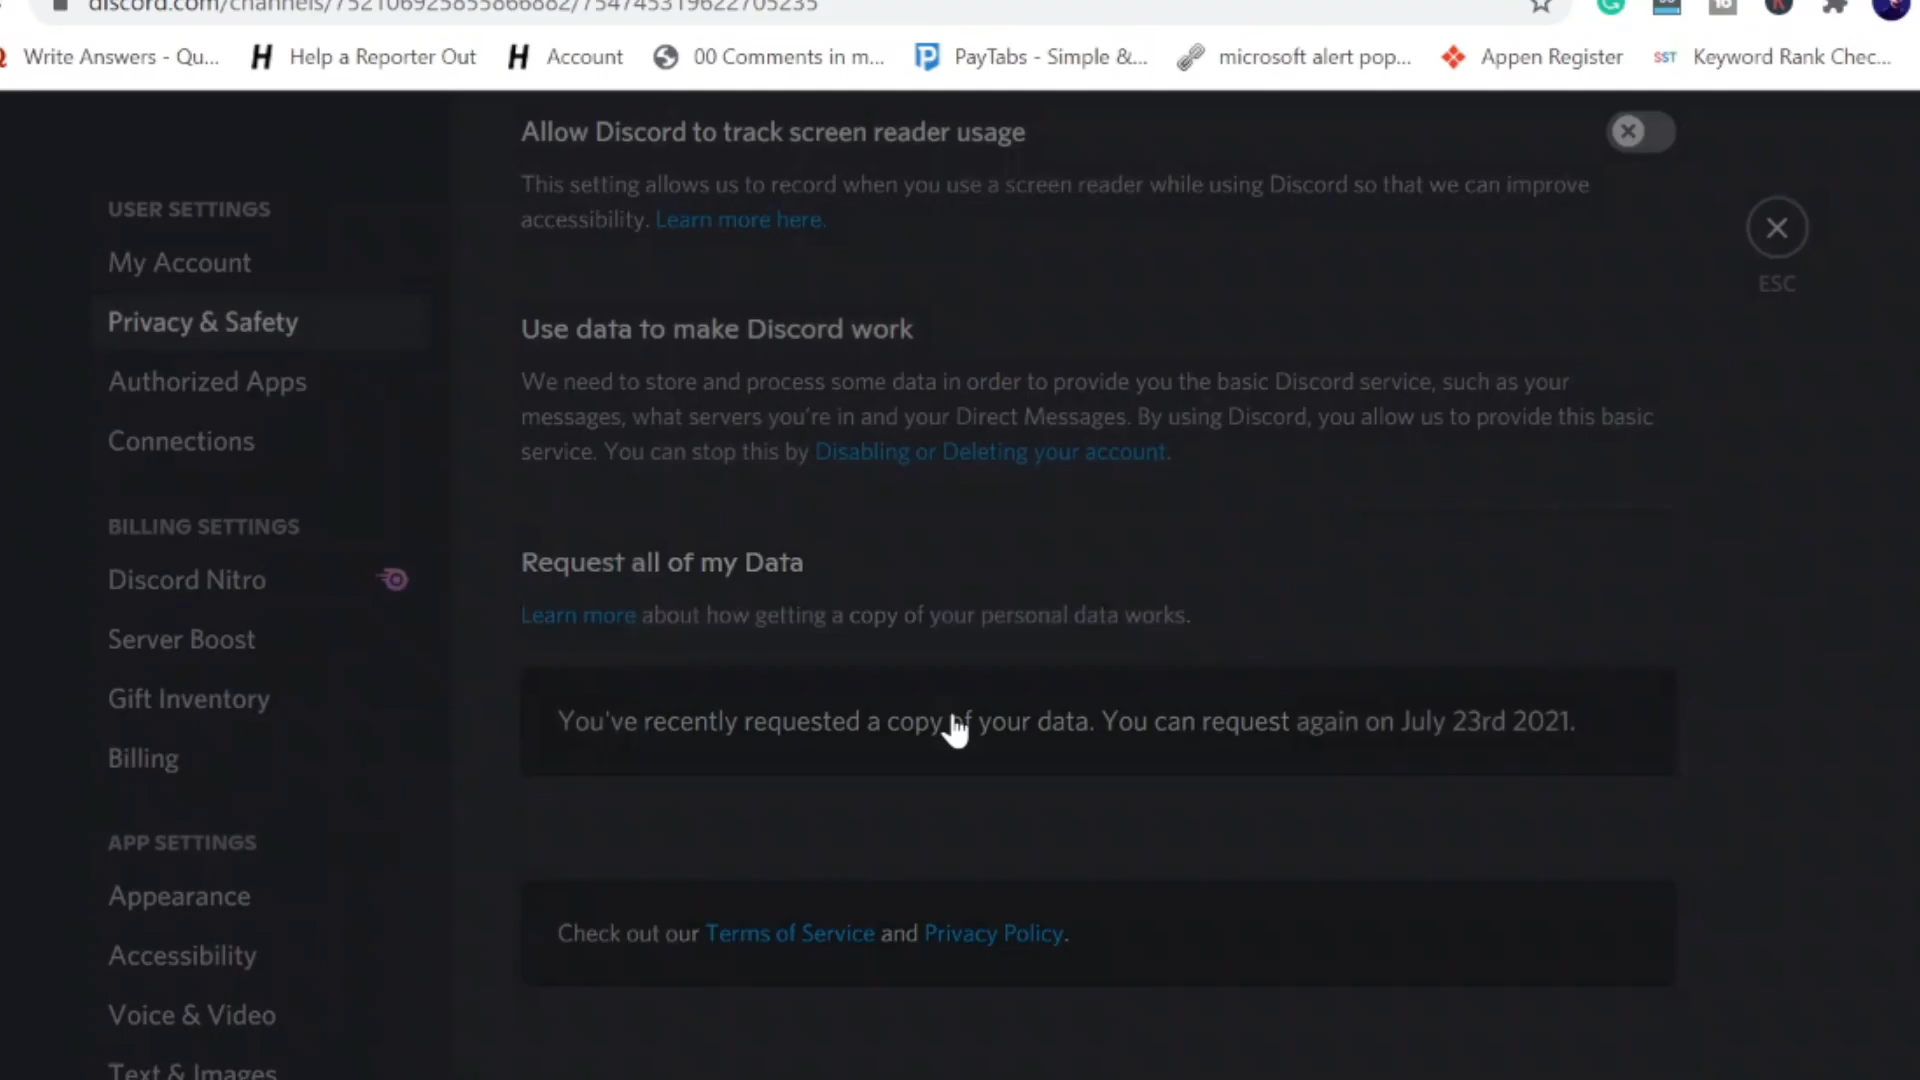 discord.com/channels/752106925855866882/754745319622705235
Write Answers - Qu... Help a Reporter Out Account 00 Comments in m... PayTabs - Simple &... microsoft alert pop... Appen Register SST Keyword Rank Chec...
Allow Discord to track screen reader usage
This setting allows us to record when you use a screen reader while using Discord so that we can improve
accessibility. Learn more here.
ESC
USER SETTINGS
My Account
Privacy & Safety
Authorized Apps
Connections
BILLING SETTINGS
Discord Nitro
Server Boost
Gift Inventory
Billing
APP SETTINGS
Appearance
Accessibility
Voice & Video
Text & Images
Use data to make Discord work
We need to store and process some data in order to provide you the basic Discord service, such as your
messages, what servers you're in and your Direct Messages. By using Discord, you allow us to provide this basic
service. You can stop this by Disabling or Deleting your account.
Request all of my Data
Learn more about how getting a copy of your personal data works.
You've recently requested a copy of your data. You can request again on July 23rd 2021.
Check out our Terms of Service and Privacy Policy.